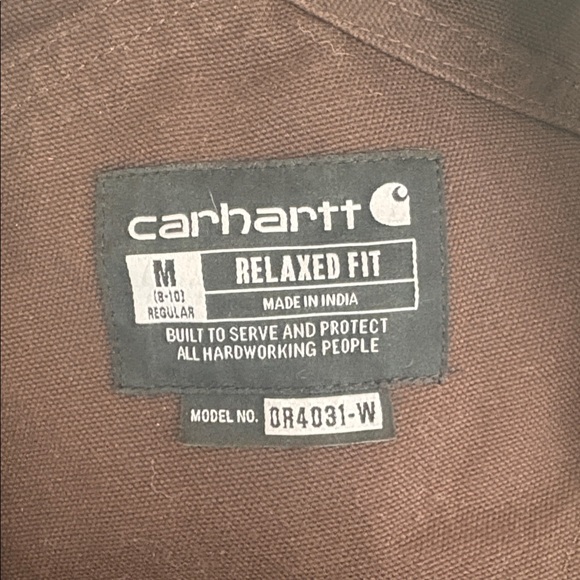 carhartt
M
(8-10)
REGULAR
RELAXED FIT
MADE IN INDIA
BUILT TO SERVE AND PROTECT
ALL HARDWORKING PEOPLE
MODEL NO. OR4031-W